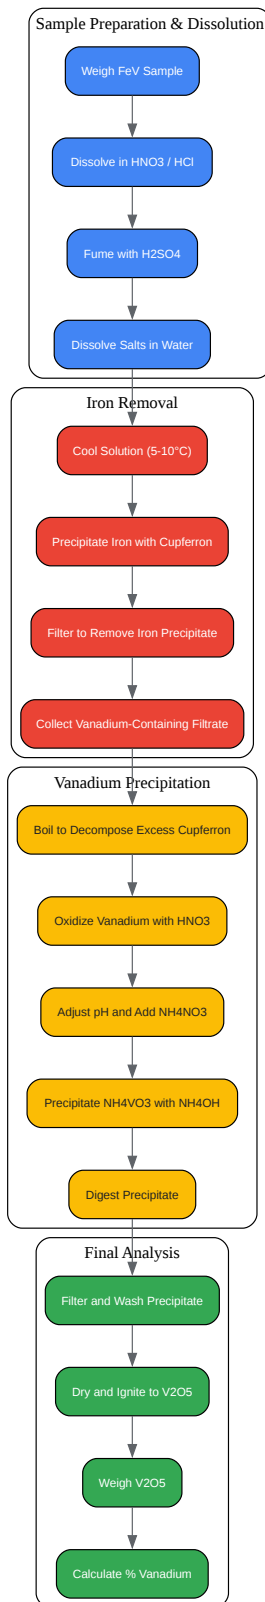 Sample Preparation & Dissolution
Weigh FeV Sample
Dissolve in HNO3 / HCl
Fume with H2SO4
Dissolve Salts in Water
Iron Removal
Cool Solution (5-10°C)
Precipitate Iron with Cupferron
Filter to Remove Iron Precipitate
Collect Vanadium-Containing Filtrate
Vanadium Precipitation
Boil to Decompose Excess Cupferron
Oxidize Vanadium with HNO3
Adjust pH and Add NH4NO3
Precipitate NH4VO3 with NH4OH
Digest Precipitate
Final Analysis
Filter and Wash Precipitate
Dry and Ignite to V2O5
Weigh V2O5
Calculate % Vanadium